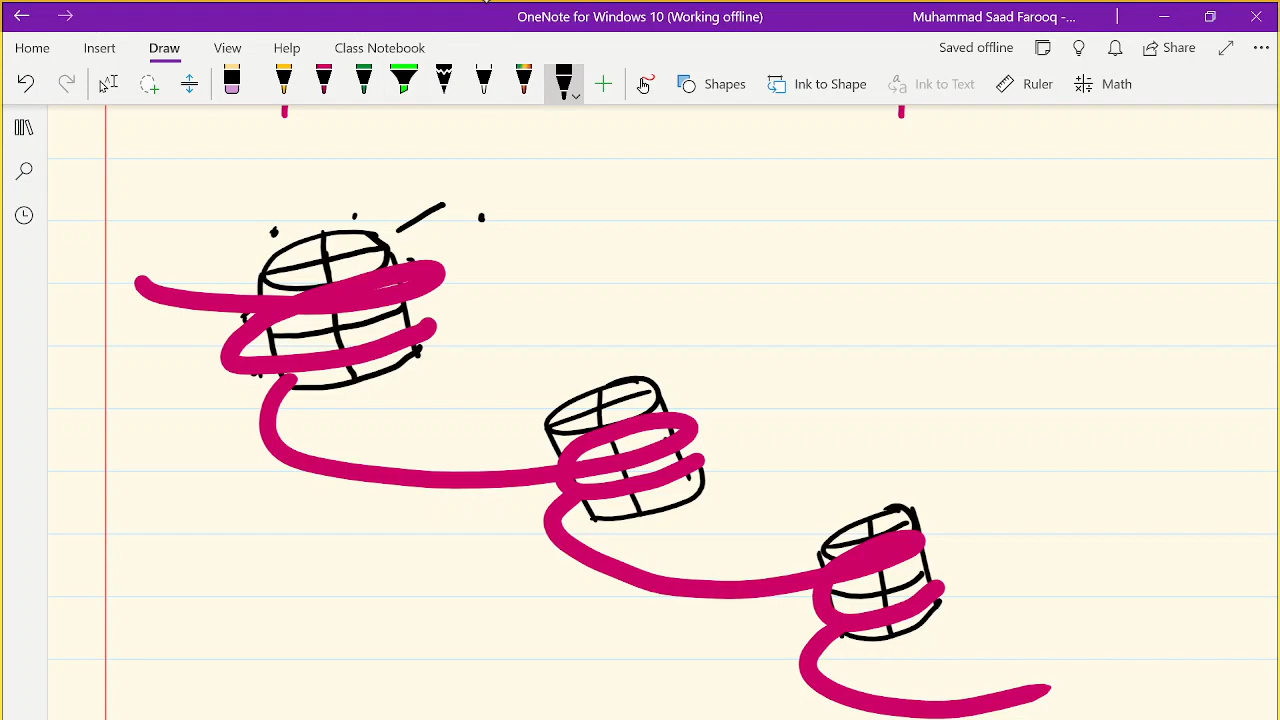 OneNote for Windows 10 (Working offline)
Muhammad Saad Farooq -...
Home Insert Draw View Help Class Notebook
Saved offline
Share
Shapes
Ink to Shape
Ink to Text
Ruler
Math